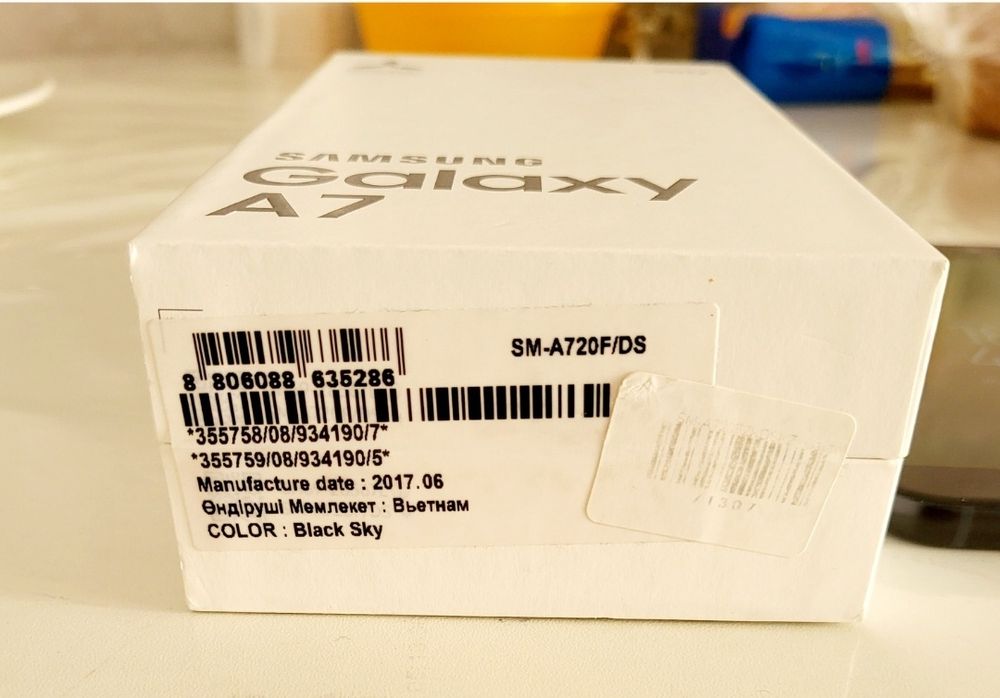 SAMSUNG
Galaxy
A7
SM-A720F/DS
8 806088 635286
*355758/08/934190/7*
*355759/08/934190/5*
Manufacture date : 2017.06
Өндіруші Мемлекет : Вьетнам
COLOR : Black Sky